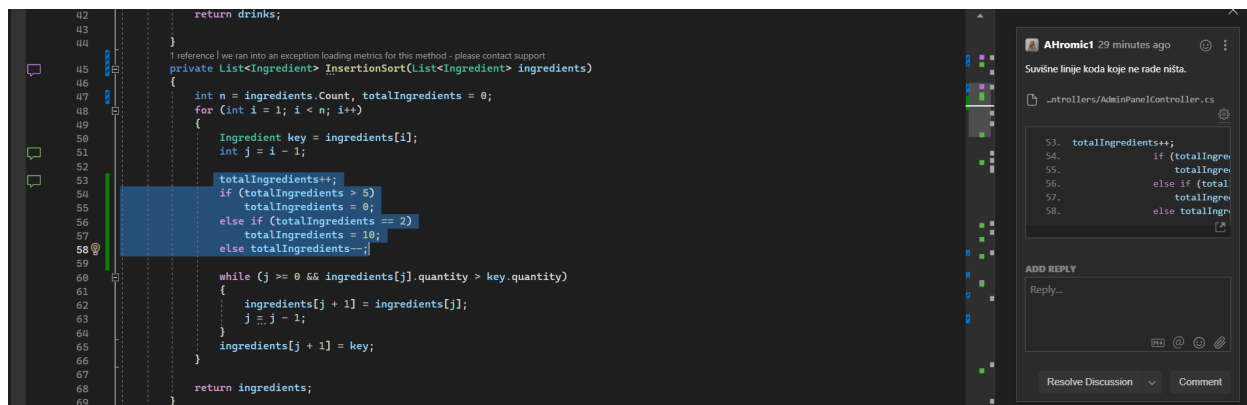 42 return drinks;
43
44 }
1 reference | we ran into an exception loading metrics for this method - please contact support
45 private List<Ingredient> InsertionSort(List<Ingredient> ingredients)
46 {
47 int n = ingredients.Count, totalIngredients = 0;
48 for (int i = 1; i < n; i++)
49 {
50 Ingredient key = ingredients[i];
51 int j = i - 1;
52
53 totalIngredients++;
54 if (totalIngredients > 5)
55 totalIngredients = 0;
56 else if (totalIngredients == 2)
57 totalIngredients = 10;
58 else totalIngredients--;
59
60 while (j >= 0 && ingredients[j].quantity > key.quantity)
61 {
62 ingredients[j + 1] = ingredients[j];
63 j = j - 1;
64 }
65 ingredients[j + 1] = key;
66 }
67
68 return ingredients;
69 }
AHromic1 29 minutes ago
Suvišne linije koda koje ne rade ništa.
…ntrollers/AdminPanelController.cs
53. totalIngredients++;
54. if (totalIngre
55. totalIngre
56. else if (total
57. totalIngre
58. else totalIngr
ADD REPLY
Reply...
Resolve Discussion
Comment